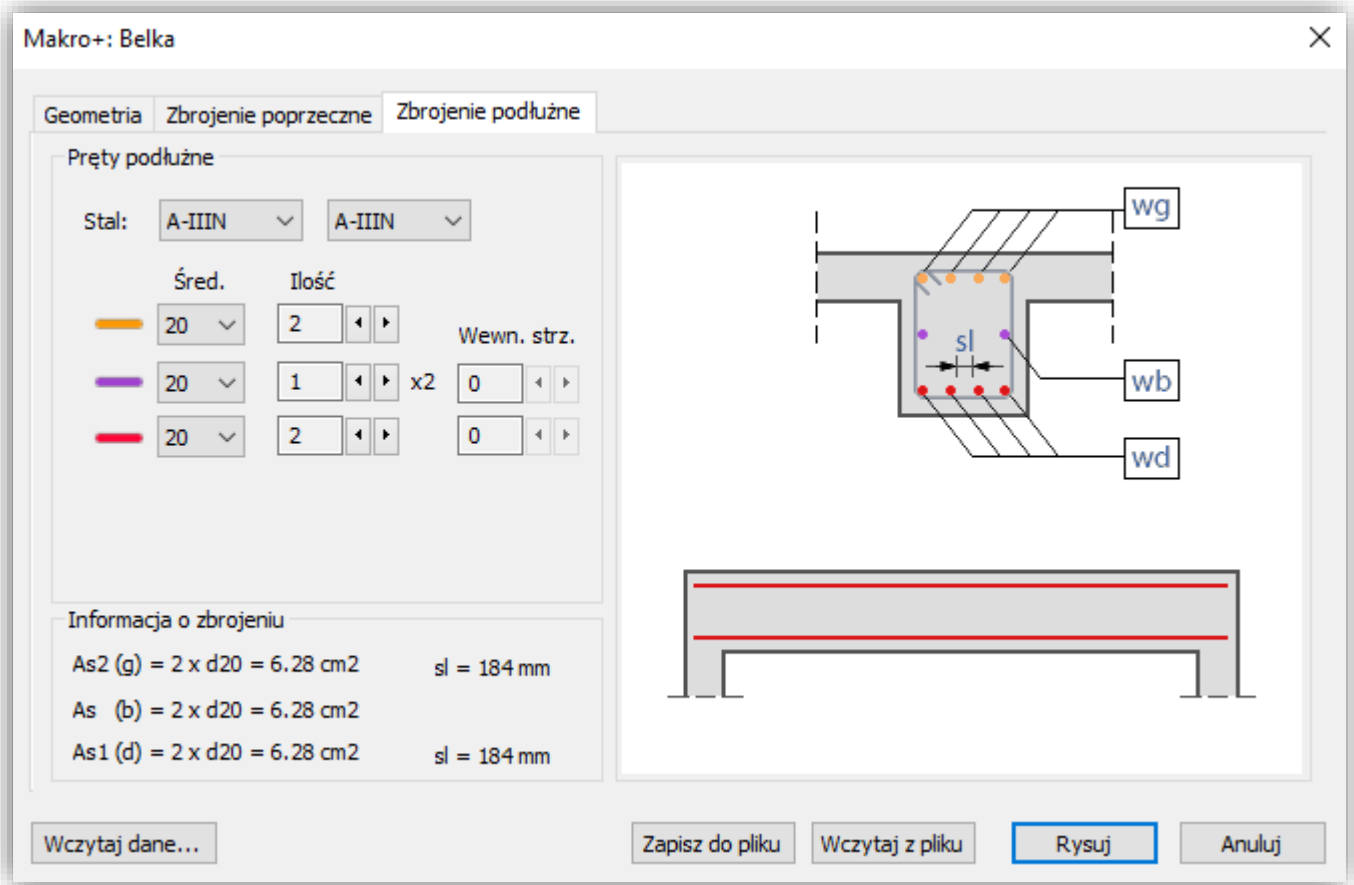 Makro+: Belka
Geometria Zbrojenie poprzeczne Zbrojenie podłużne
Pręty podłużne
Stal: A-IIIN A-IIIN
Śred. Ilość
20 2
Wewn. strz.
20 1 x2 0
20 2 0
Informacja o zbrojeniu
As2 (g) = 2 x d20 = 6.28 cm2 sl = 184 mm
As (b) = 2 x d20 = 6.28 cm2
As1 (d) = 2 x d20 = 6.28 cm2 sl = 184 mm
wg
sl
wb
wd
Wczytaj dane... Zapisz do pliku Wczytaj z pliku Rysuj Anuluj